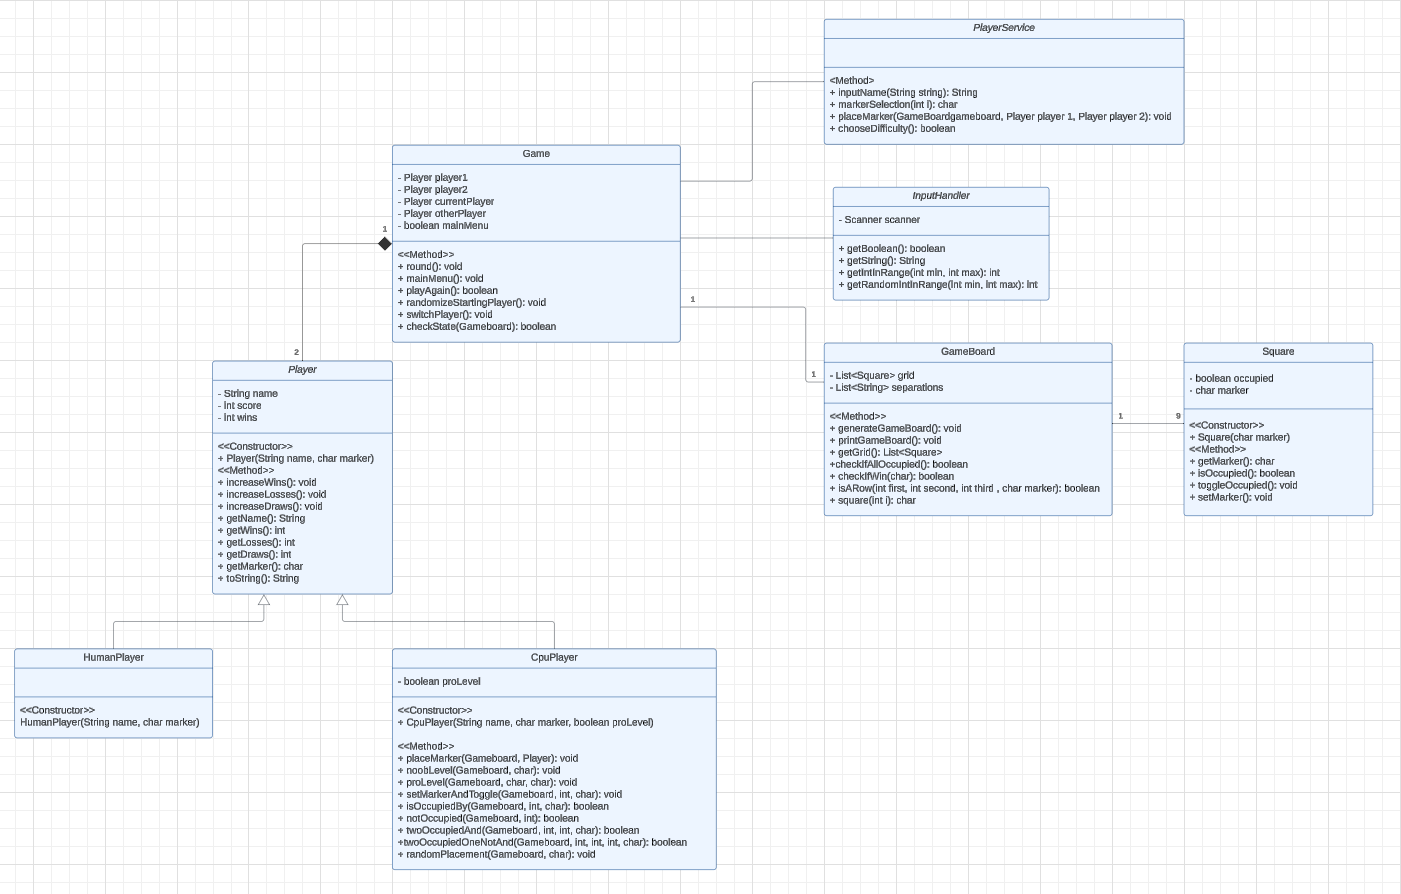 PlayerService
<Method>
+ inputName(String string): String
+ markerSelection(int i): char
+ placeMarker(GameBoardgameboard, Player player 1, Player player 2): void
+ chooseDifficulty(): boolean
Game
- Player player1
- Player player2
- Player currentPlayer
- Player otherPlayer
- boolean mainMenu
<<Method>>
+ round(): void
+ mainMenu(): void
+ playAgain(): boolean
+ randomizeStartingPlayer(): void
+ switchPlayer(): void
+ checkState(Gameboard): boolean
InputHandler
- Scanner scanner
+ getBoolean(): boolean
+ getString(): String
+ getIntInRange(int min, int max): int
+ getRandomIntInRange(int min, int max): int
1
2
1
1
Player
- String name
- int score
- int wins
<<Constructor>>
+ Player(String name, char marker)
<<Method>>
+ increaseWins(): void
+ increaseLosses(): void
+ increaseDraws(): void
+ getName(): String
+ getWins(): int
+ getLosses(): int
+ getDraws(): int
+ getMarker(): char
+ toString(): String
GameBoard
- List<Square> grid
- List<String> separations
<<Method>>
+ generateGameBoard(): void
+ printGameBoard(): void
+ getGrid(): List<Square>
+checkIfAllOccupied(): boolean
+ checkIfWin(char): boolean
+ isARow(int first, int second, int third , char marker): boolean
+ square(int i): char
1
9
Square
- boolean occupied
- char marker
<<Constructor>>
+ Square(char marker)
<<Method>>
+ getMarker(): char
+ isOccupied(): boolean
+ toggleOccupied(): void
+ setMarker(): void
HumanPlayer
<<Constructor>>
HumanPlayer(String name, char marker)
CpuPlayer
- boolean proLevel
<<Constructor>>
+ CpuPlayer(String name, char marker, boolean proLevel)
<<Method>>
+ placeMarker(Gameboard, Player): void
+ noobLevel(Gameboard, char): void
+ proLevel(Gameboard, char, char): void
+ setMarkerAndToggle(Gameboard, int, char): void
+ isOccupiedBy(Gameboard, int, char): boolean
+ notOccupied(Gameboard, int): boolean
+ twoOccupiedAnd(Gameboard, int, int, char): boolean
+twoOccupiedOneNotAnd(Gameboard, int, int, int, char): boolean
+ randomPlacement(Gameboard, char): void